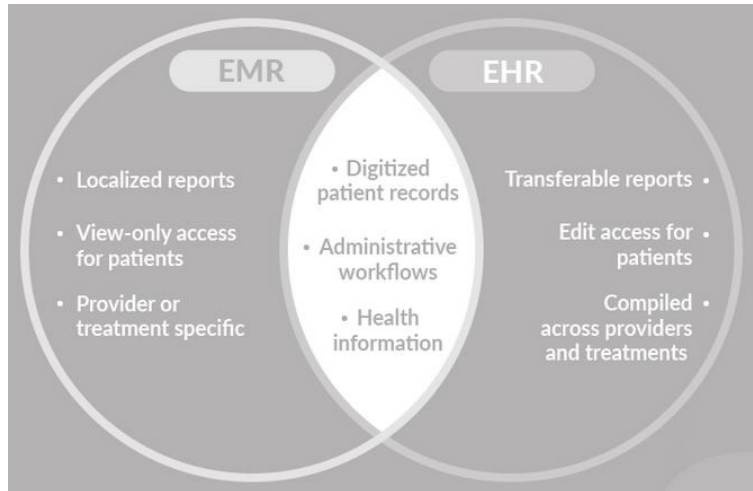 EMR
EHR
• Localized reports
• View-only access
for patients
• Provider or
treatment specific
• Digitized
patient records
• Administrative
workflows
• Health
information
Transferable reports •
Edit access for •
patients
Compiled •
across providers
and treatments